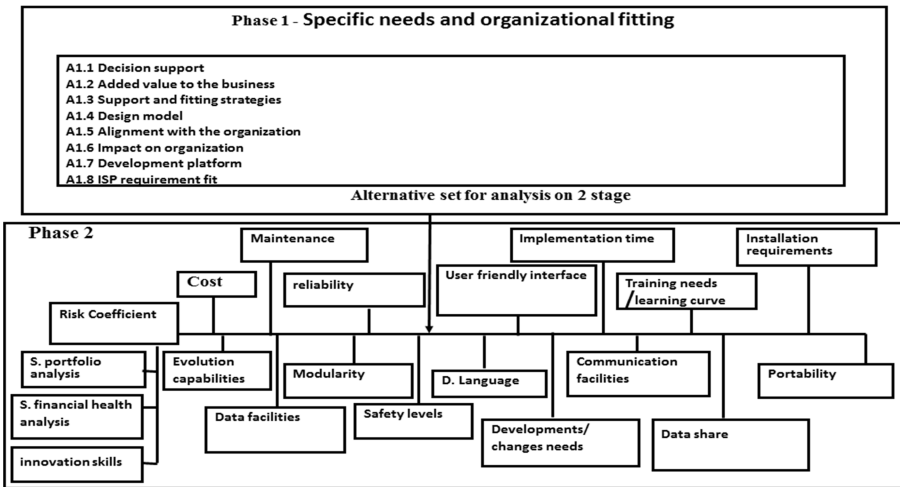 Phase 1 - Specific needs and organizational fitting
A1.1 Decision support
A1.2 Added value to the business
A1.3 Support and fitting strategies
A1.4 Design model
A1.5 Alignment with the organization
A1.6 Impact on organization
A1.7 Development platform
A1.8 ISP requirement fit
Alternative set for analysis on 2 stage
Phase 2
Maintenance
Implementation time
Installation
requirements
Cost
reliability
User friendly interface
Training needs
/learning curve
Risk Coefficient
S. portfolio
analysis
Evolution
capabilities
Modularity
D. Language
Communication
facilities
Portability
S. financial health
analysis
Data facilities
Safety levels
Developments/
changes needs
Data share
innovation skills